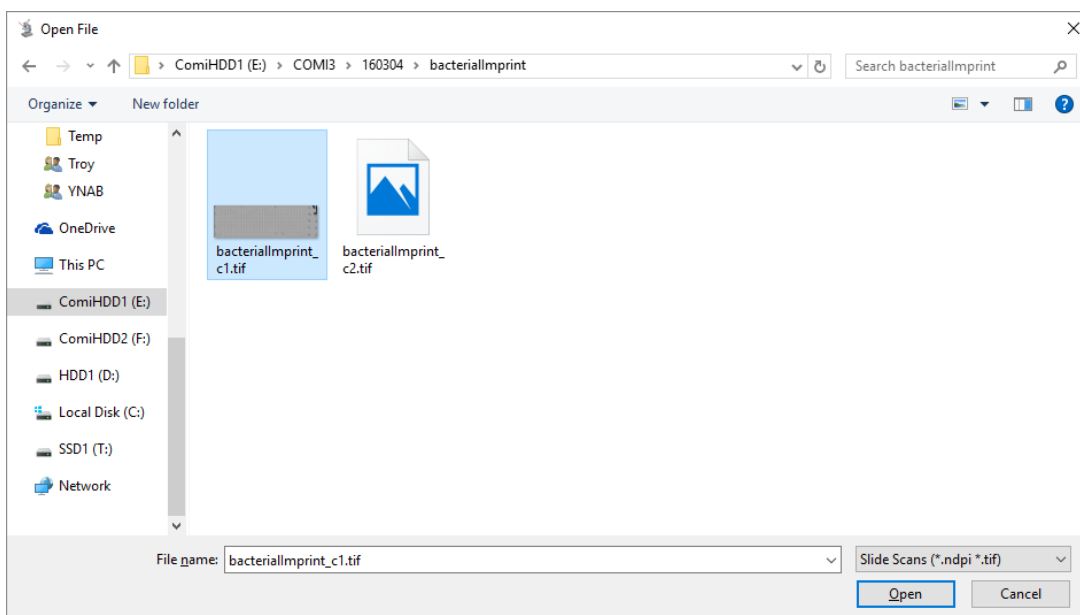 Open File
ComiHDD1 (E:) > COMI3 > 160304 > bacterialImprint
Search bacterialImprint
Organize
New folder
Temp
Troy
YNAB
OneDrive
This PC
ComiHDD1 (E:)
ComiHDD2 (F:)
HDD1 (D:)
Local Disk (C:)
SSD1 (T:)
Network
bacterialImprint_
c1.tif
bacterialImprint_
c2.tif
File name: bacterialImprint_c1.tif
Slide Scans (*.ndpi *.tif)
Open
Cancel